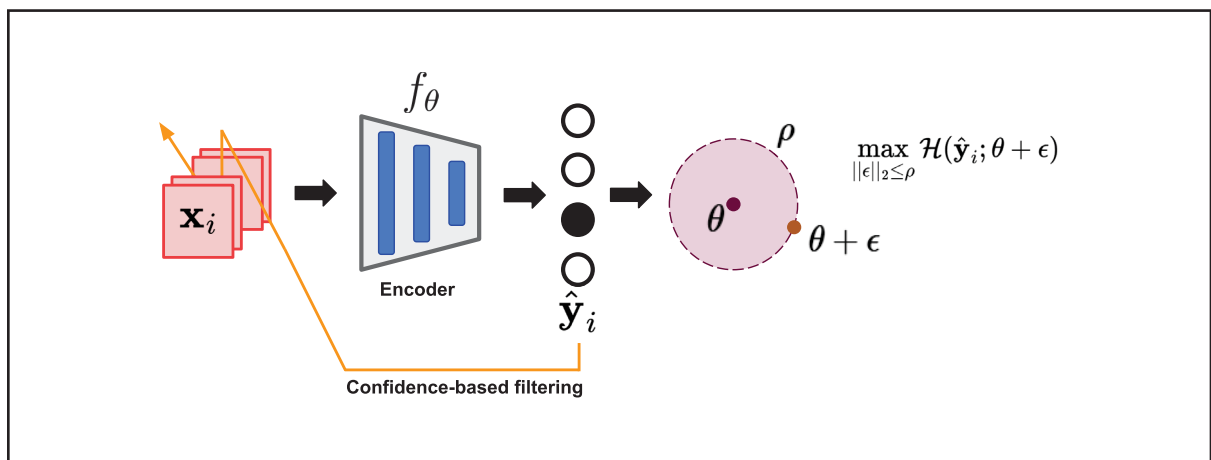 f_θ
ρ
max_{||ϵ||_2≤ρ} ℋ(ŷ_i; θ + ϵ)
x_i
θ
θ + ϵ
Encoder
ŷ_i
Confidence-based filtering